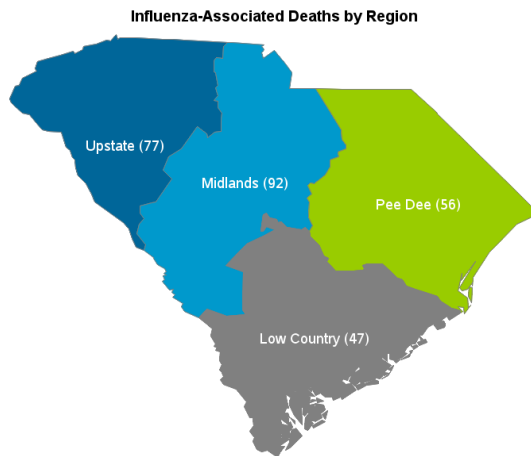 Influenza-Associated Deaths by Region
Upstate (77)
Midlands (92)
Pee Dee (56)
Low Country (47)